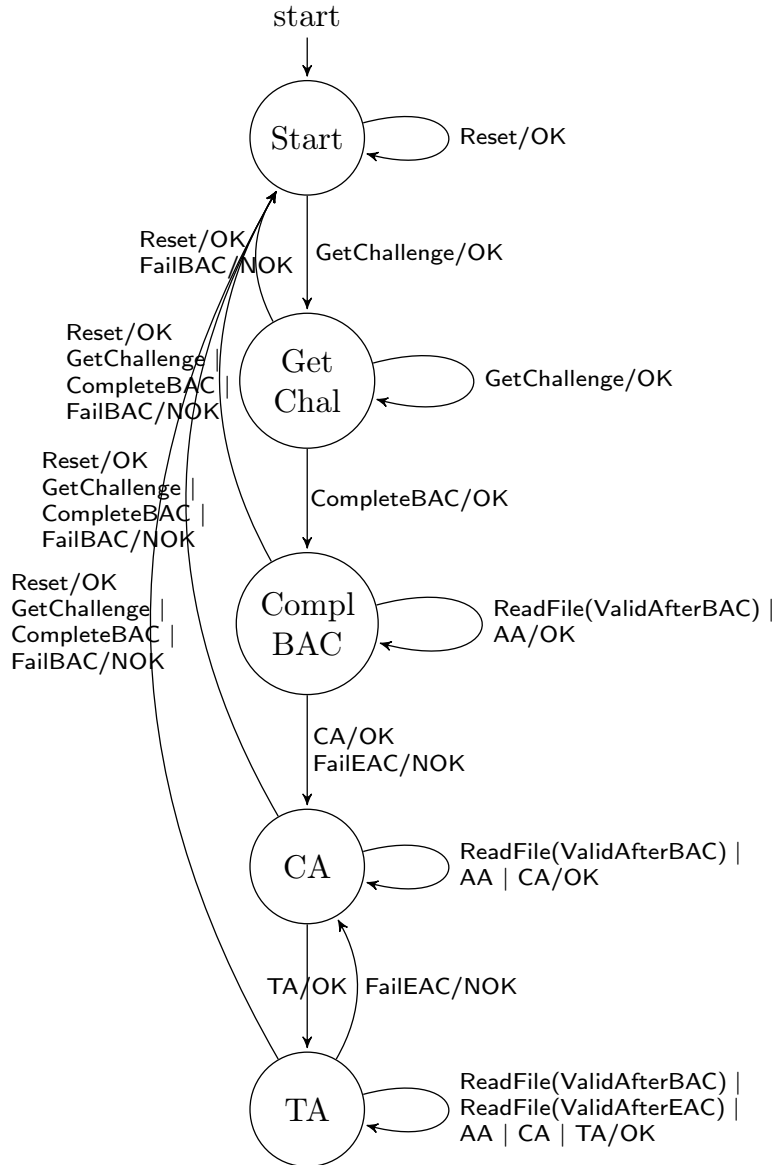 start
Start
Reset/OK
Reset/OK
FailBAC/NOK
GetChallenge/OK
Get
Chal
GetChallenge/OK
Reset/OK
GetChallenge |
CompleteBAC |
FailBAC/NOK
CompleteBAC/OK
Reset/OK
GetChallenge |
CompleteBAC |
FailBAC/NOK
Compl
BAC
ReadFile(ValidAfterBAC) |
AA/OK
Reset/OK
GetChallenge |
CompleteBAC |
FailBAC/NOK
CA/OK
FailEAC/NOK
CA
ReadFile(ValidAfterBAC) |
AA | CA/OK
TA/OK
FailEAC/NOK
TA
ReadFile(ValidAfterBAC) |
ReadFile(ValidAfterEAC) |
AA | CA | TA/OK